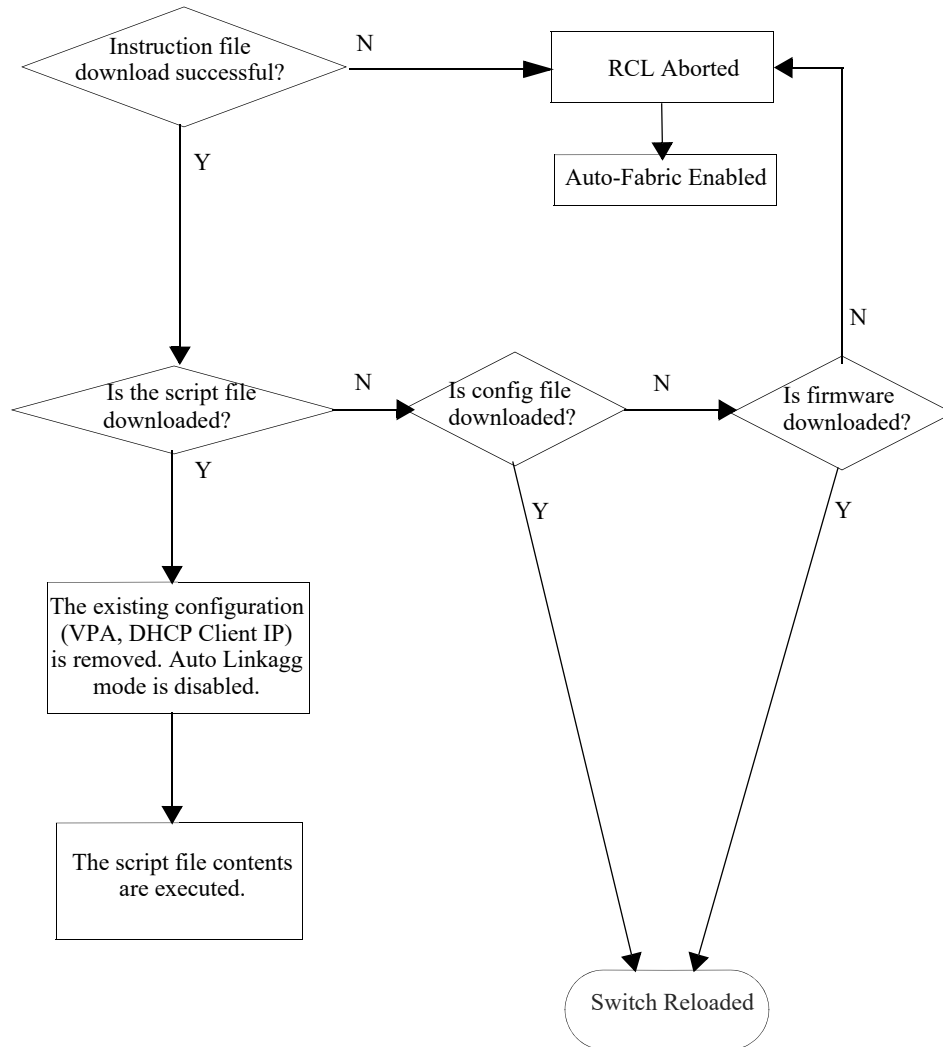 Instruction file
download successful?
N
RCL Aborted
Y
Auto-Fabric Enabled
N
Is the script file
downloaded?
N
Is config file
downloaded?
N
Is firmware
downloaded?
Y
Y
Y
The existing configuration
(VPA, DHCP Client IP)
is removed. Auto Linkagg
mode is disabled.
The script file contents
are executed.
Switch Reloaded